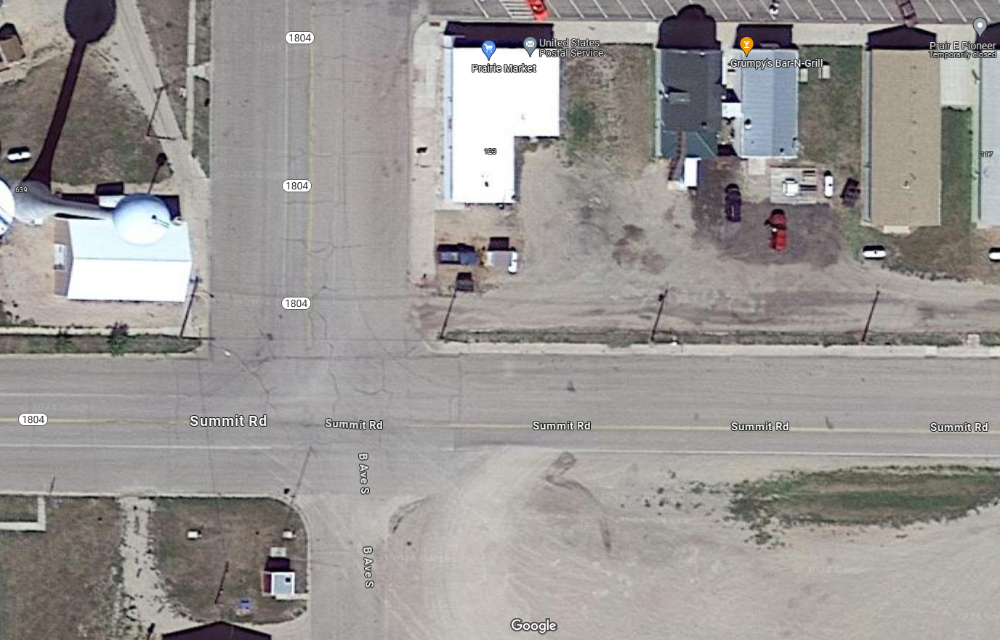 1804
United States
Postal Service
Prairie Market
Grumpy's Bar-N-Grill
Prair E Pioneer
Temporarily closed
123
117
1804
639
1804
1804
Summit Rd
Summit Rd
Summit Rd
Summit Rd
Summit Rd
B Ave S
B Ave S
Google